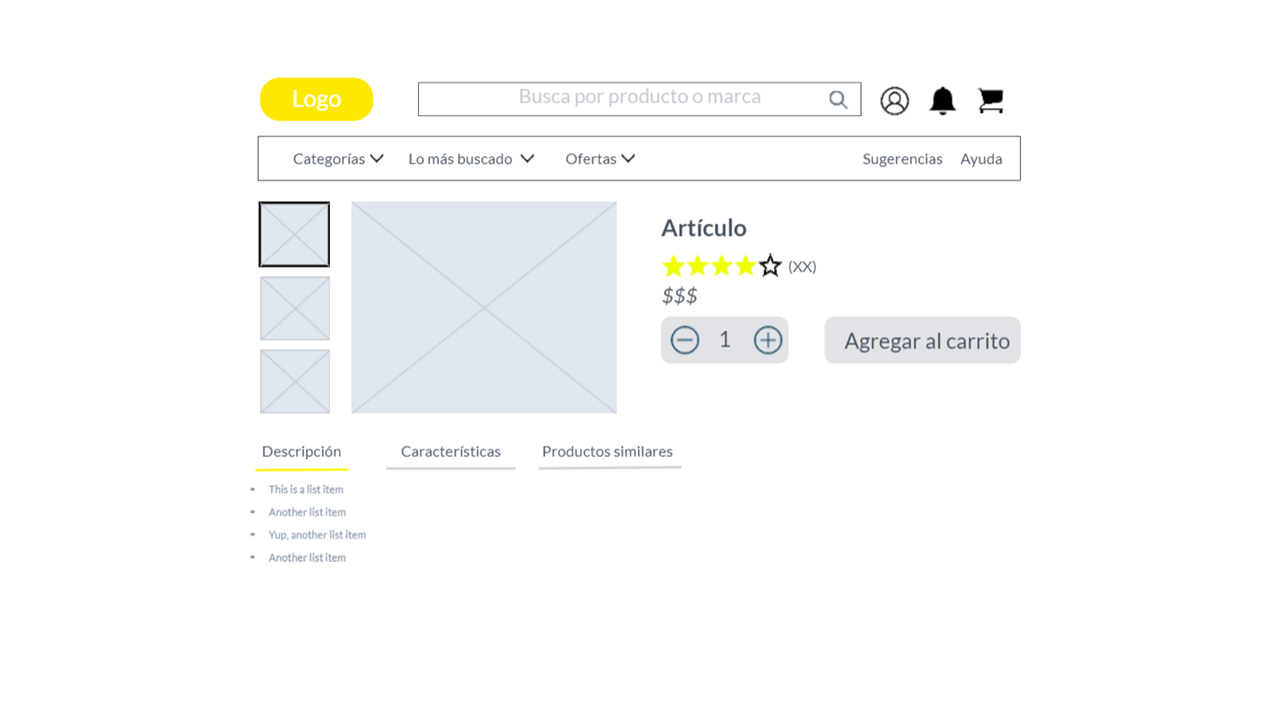 Logo
Busca por producto o marca
Categorías Lo más buscado Ofertas Sugerencias Ayuda
Artículo
(XX)
$$$
1 Agregar al carrito
Descripción Características Productos similares
This is a list item
Another list item
Yup, another list item
Another list item